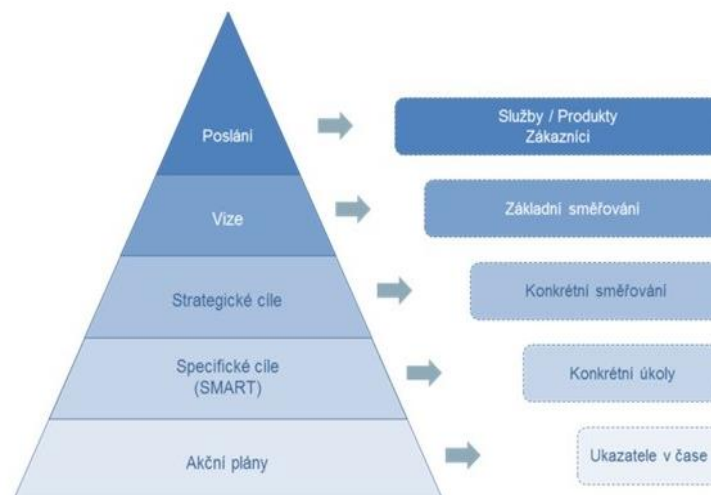 Poslání
Služby / Produkty
Zákazníci
Vize
Základní směřování
Strategické cíle
Konkrétní směřování
Specifické cíle
(SMART)
Konkrétní úkoly
Akční plány
Ukazatele v čase